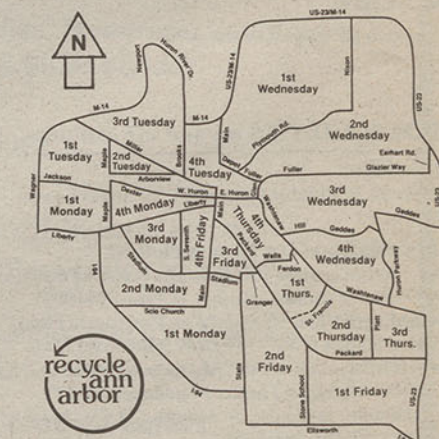 US-23/M-14
N
Newport
Huron River Dr.
US-23/M-14
1st
Wednesday
Nixon
US-23
M-14
M-14
3rd Tuesday
Main
Plymouth Rd.
2nd
Wednesday
1st
Tuesday
Maple
Miller
2nd
Tuesday
Brooks
4th
Tuesday
Depot/Fuller
Fuller
Earhart Rd.
Glazier Way
Wagner
Jackson
Arborview
Dexter
W. Huron
E. Huron
Glen
1st
Monday
Maple
4th Monday
Liberty
Main
Washtenaw
3rd
Wednesday
US-23
Liberty
3rd
Monday
S. Seventh
4th Friday
4th
Thursday
Hill
Geddes
Geddes
I-94
Stadium
3rd
Friday
Packard
Wells
Ferdon
4th
Wednesday
Huron Parkway
2nd Monday
Main
Stadium
Granger
1st
Thurs.
Washtenaw
Scio Church
St. Francis
1st Monday
2nd
Thursday
Platt
3rd
Thurs.
Packard
recycle
ann
arbor
State
2nd
Friday
Stone School
1st Friday
US-23
I-94
Ellsworth